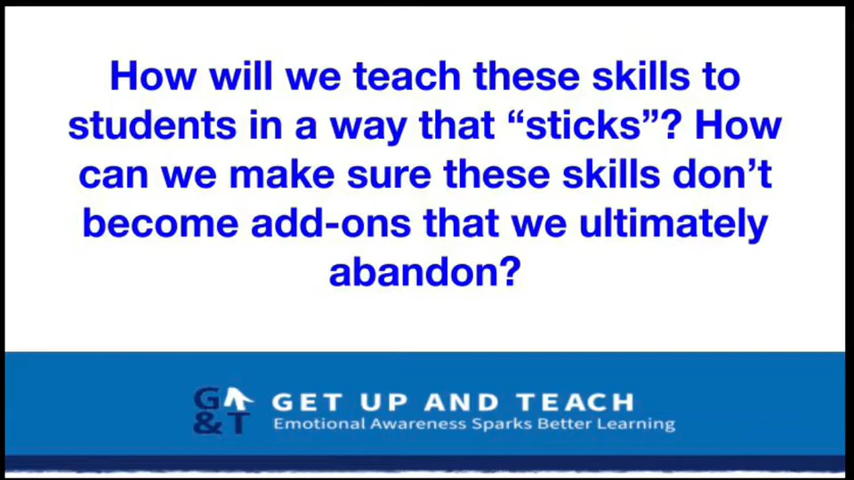 How will we teach these skills to
students in a way that “sticks”? How
can we make sure these skills don’t
become add-ons that we ultimately
abandon?
G
& T
GET UP AND TEACH
Emotional Awareness Sparks Better Learning